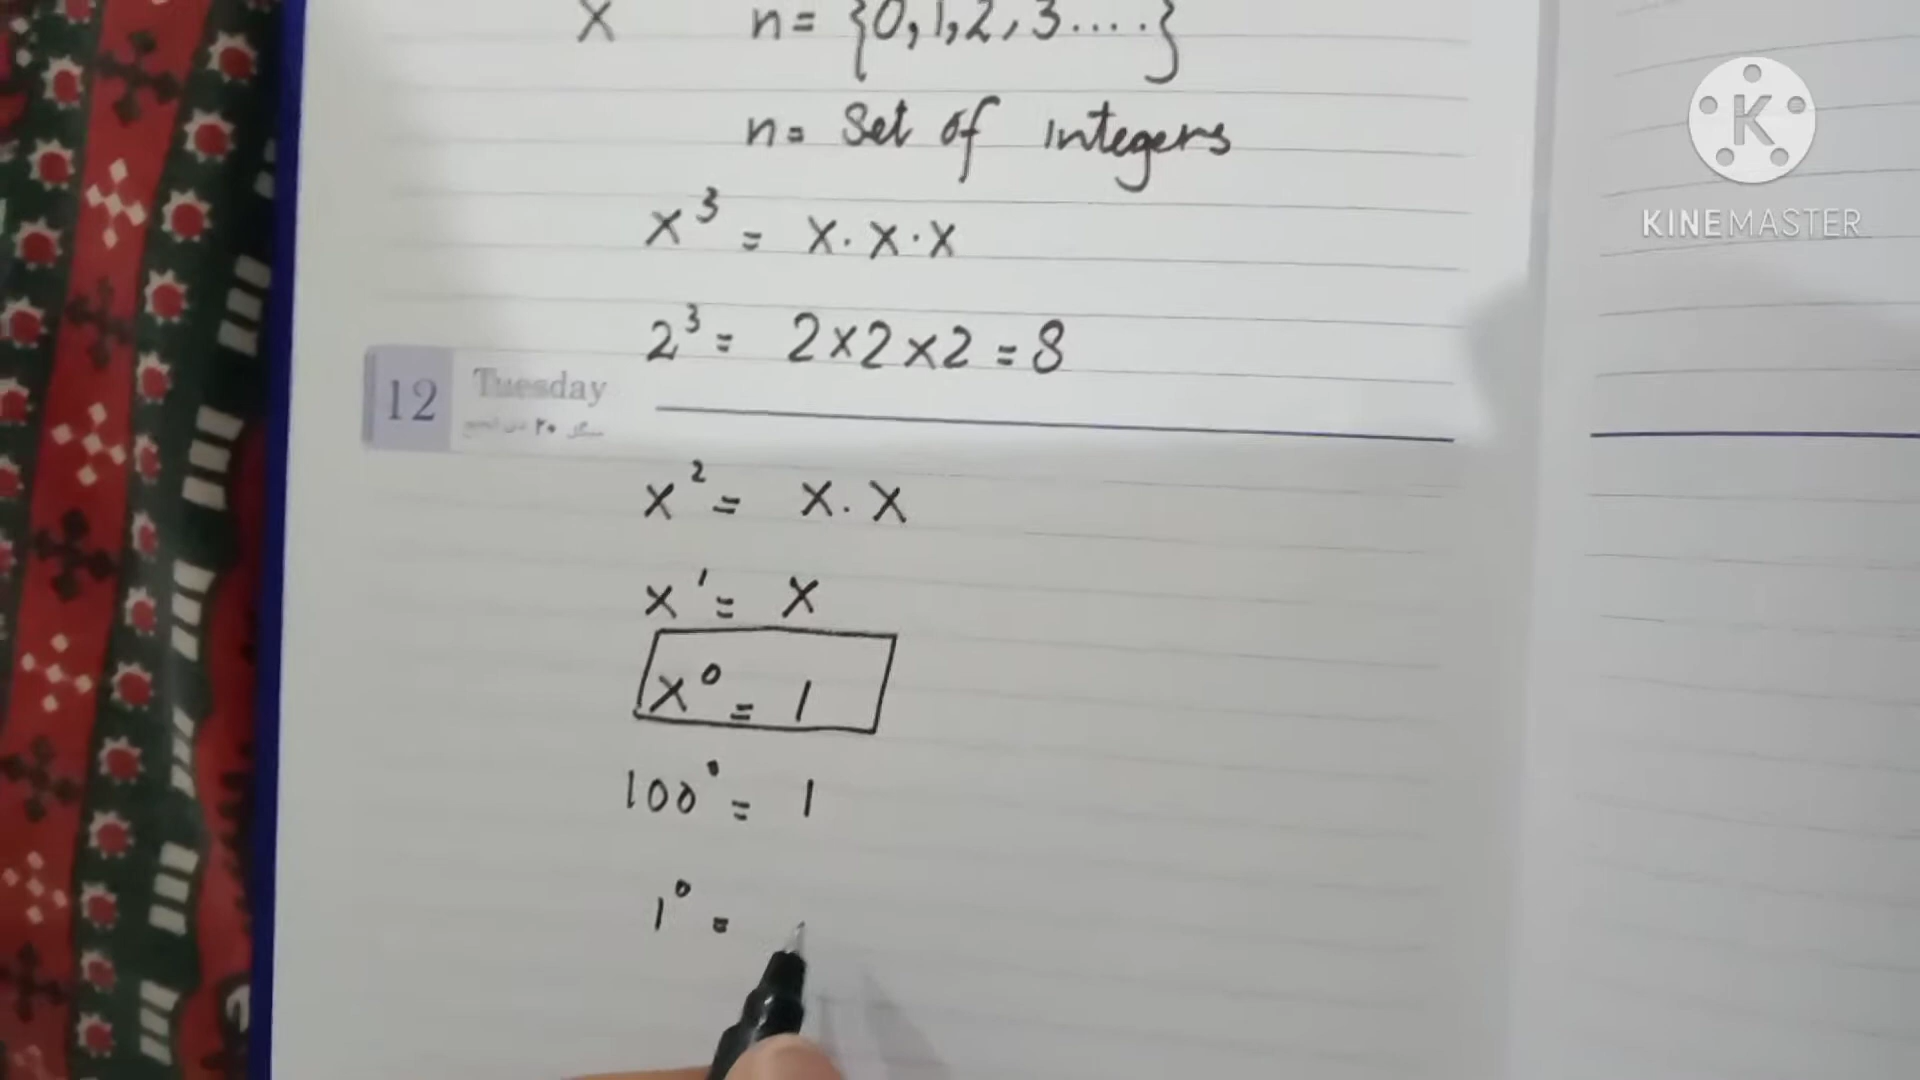 x n = {0, 1, 2, 3 ....}
n = Set of integers
x³ = x · x · x
2³ = 2 x 2 x 2 = 8
12 Tuesday
x² = x . x
x¹ = x
x⁰ = 1
100⁰ = 1
1⁰ =
KINEMASTER